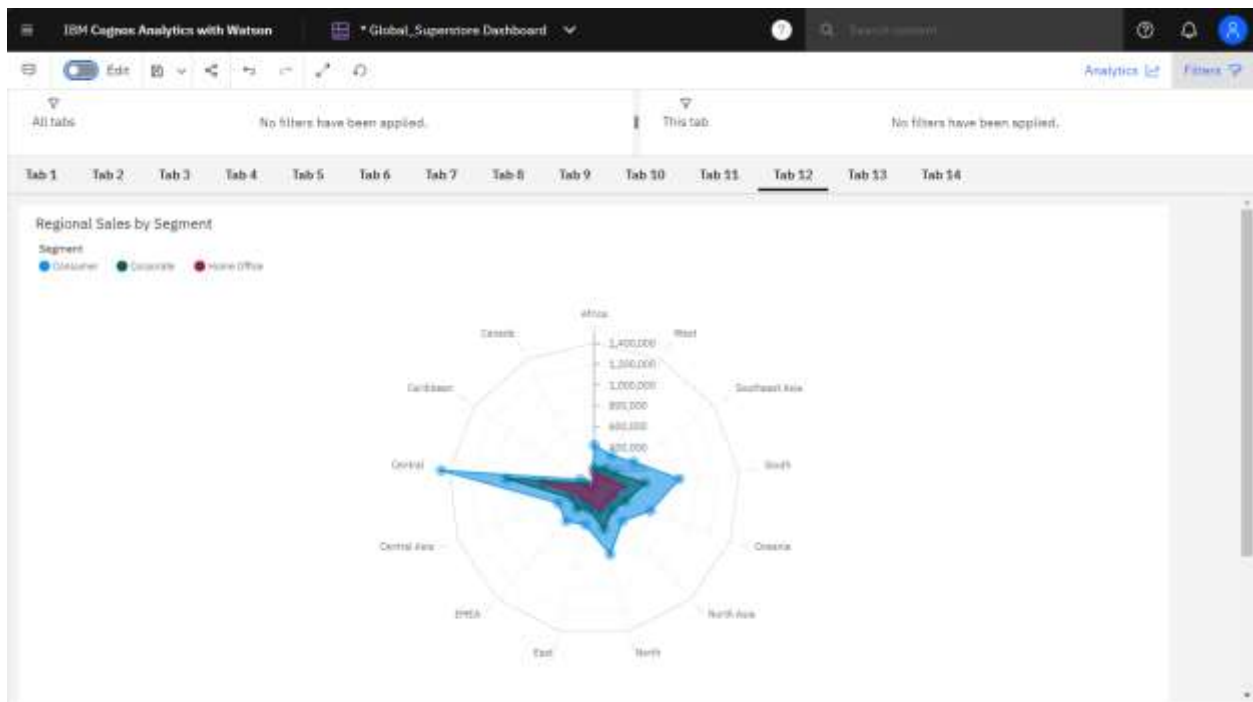 IBM Cognos Analytics with Watson
* Global_Superstore Dashboard
Search content
Edit
Analytics
Filters
All tabs
No filters have been applied.
This tab
No filters have been applied.
Tab 1 Tab 2 Tab 3 Tab 4 Tab 5 Tab 6 Tab 7 Tab 8 Tab 9 Tab 10 Tab 11 Tab 12 Tab 13 Tab 14
Regional Sales by Segment
Segment
Consumer Corporate Home Office
Africa
Canada West
1,400,000
1,200,000
Caribbean 1,000,000 Southeast Asia
800,000
600,000
400,000
Central South
Central Asia Oceania
EMEA North Asia
East North